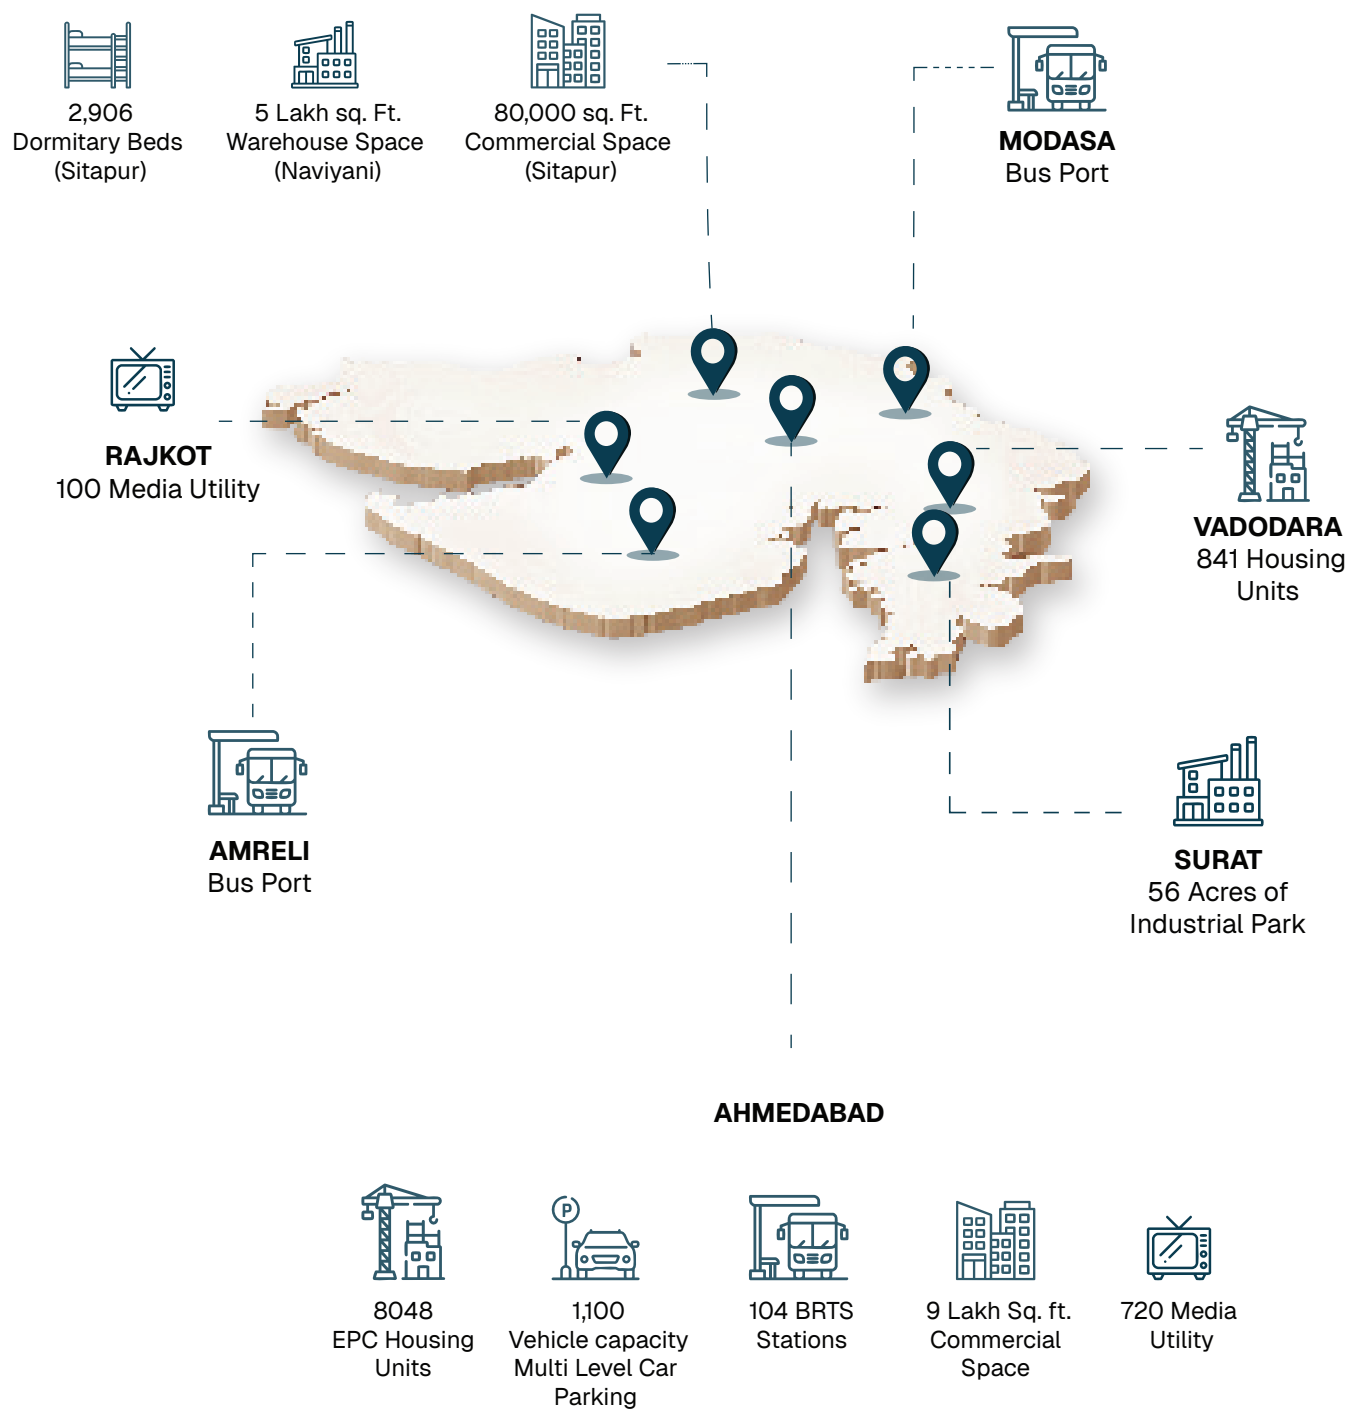 2,906
Dormitary Beds
(Sitapur)
5 Lakh sq. Ft.
Warehouse Space
(Naviyani)
80,000 sq. Ft.
Commercial Space
(Sitapur)
MODASA
Bus Port
RAJKOT
100 Media Utility
VADODARA
841 Housing
Units
AMRELI
Bus Port
SURAT
56 Acres of
Industrial Park
AHMEDABAD
P
8048
EPC Housing
Units
1,100
Vehicle capacity
Multi Level Car
Parking
104 BRTS
Stations
9 Lakh Sq. ft.
Commercial
Space
720 Media
Utility